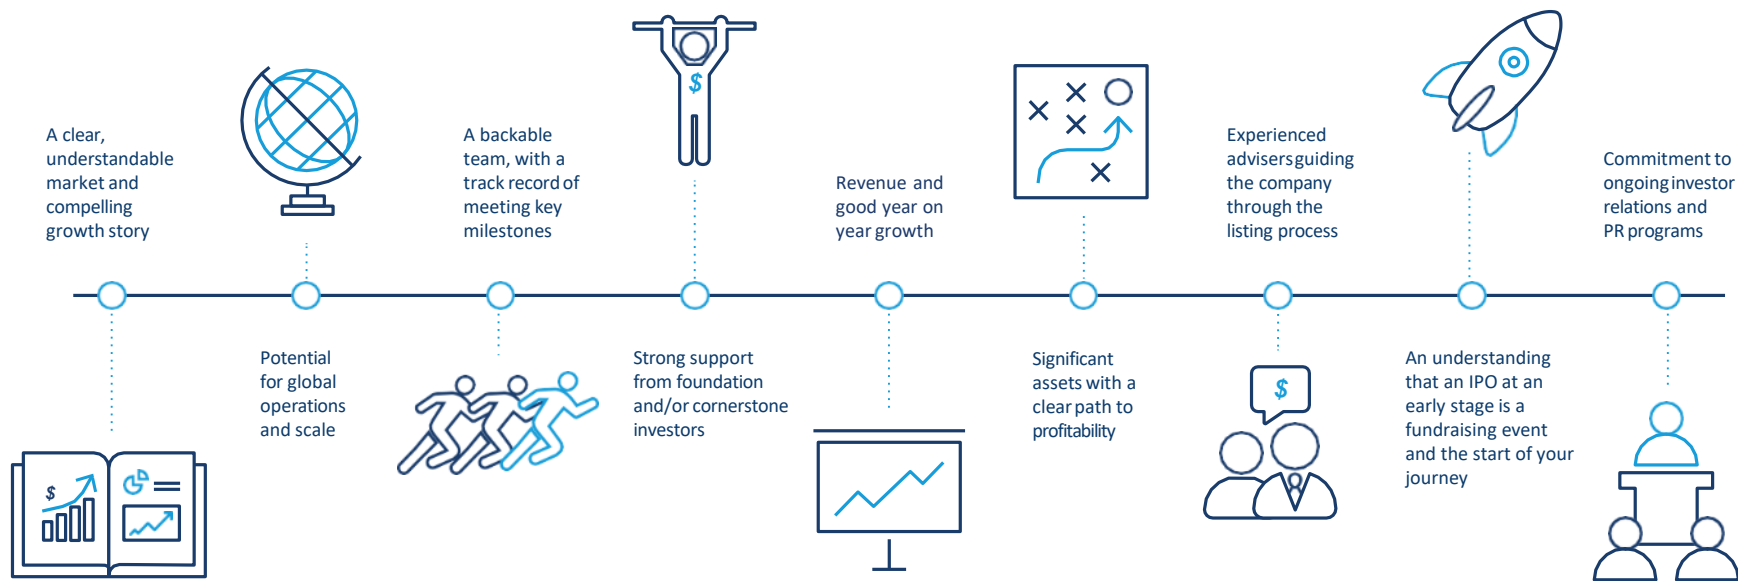 A clear,
understandable
market and
compelling
growth story
Potential
for global
operations
and scale
A backable
team, with a
track record of
meeting key
milestones
$
Strong support
from foundation
and/or cornerstone
investors
Revenue and
good year on
year growth
Significant
assets with a
clear path to
profitability
Experienced
advisers guiding
the company
through the
listing process
$
An understanding
that an IPO at an
early stage is a
fundraising event
and the start of your
journey
Commitment to
ongoing investor
relations and
PR programs
$